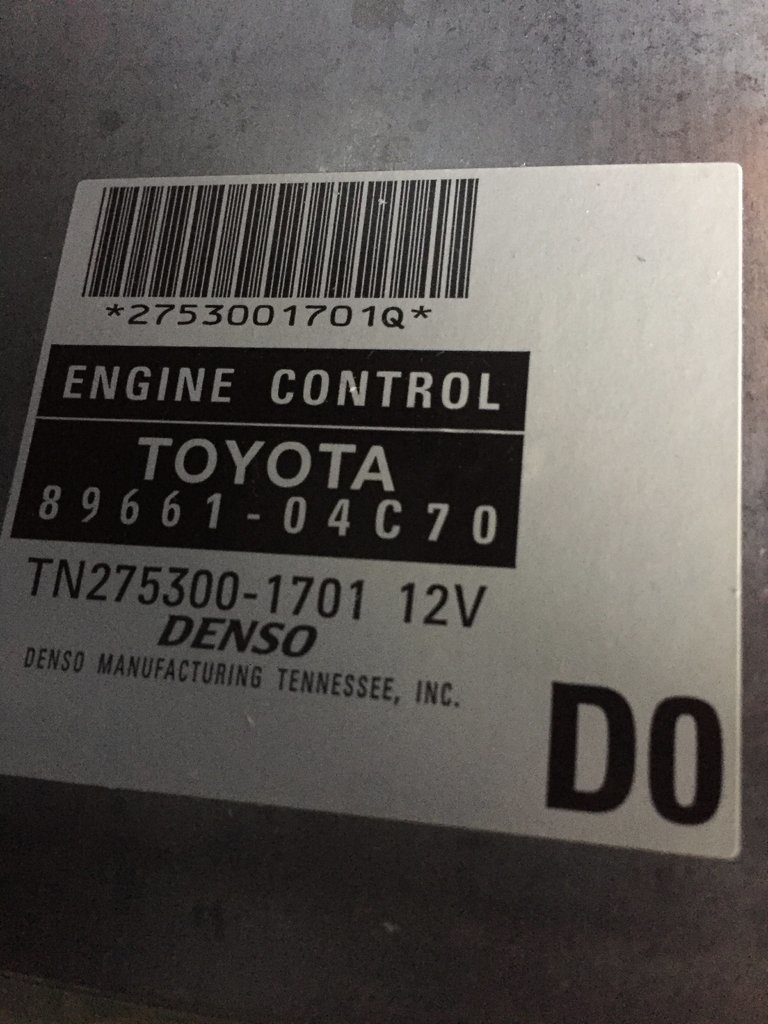 *2753001701Q*
ENGINE CONTROL
TOYOTA
89661-04C70
TN275300-1701 12V
DENSO
DENSO MANUFACTURING TENNESSEE, INC.
D0